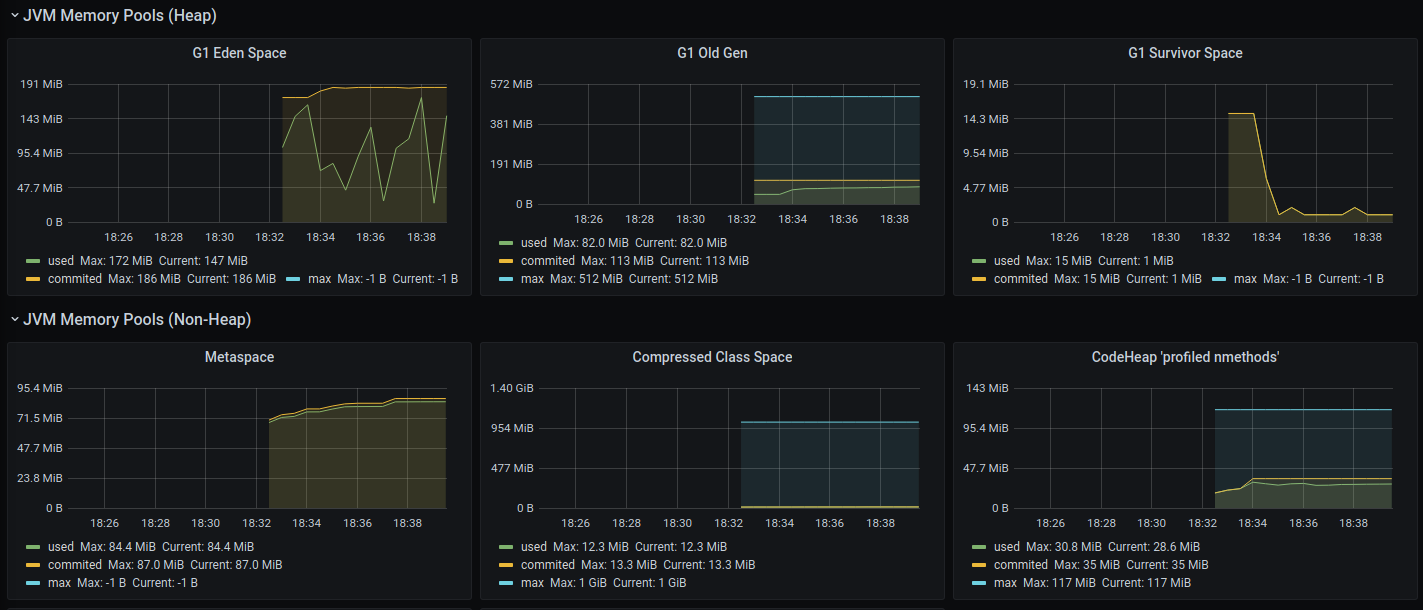 JVM Memory Pools (Heap)
G1 Eden Space
191 MiB
143 MiB
95.4 MiB
47.7 MiB
0 B
18:26 18:28 18:30 18:32 18:34 18:36 18:38
used Max: 172 MiB Current: 147 MiB
commited Max: 186 MiB Current: 186 MiB max Max: -1 B Current: -1 B
G1 Old Gen
572 MiB
381 MiB
191 MiB
0 B
18:26 18:28 18:30 18:32 18:34 18:36 18:38
used Max: 82.0 MiB Current: 82.0 MiB
commited Max: 113 MiB Current: 113 MiB
max Max: 512 MiB Current: 512 MiB
G1 Survivor Space
19.1 MiB
14.3 MiB
9.54 MiB
4.77 MiB
0 B
18:26 18:28 18:30 18:32 18:34 18:36 18:38
used Max: 15 MiB Current: 1 MiB
commited Max: 15 MiB Current: 1 MiB max Max: -1 B Current: -1 B
JVM Memory Pools (Non-Heap)
Metaspace
95.4 MiB
71.5 MiB
47.7 MiB
23.8 MiB
0 B
18:26 18:28 18:30 18:32 18:34 18:36 18:38
used Max: 84.4 MiB Current: 84.4 MiB
commited Max: 87.0 MiB Current: 87.0 MiB
max Max: -1 B Current: -1 B
Compressed Class Space
1.40 GiB
954 MiB
477 MiB
0 B
18:26 18:28 18:30 18:32 18:34 18:36 18:38
used Max: 12.3 MiB Current: 12.3 MiB
commited Max: 13.3 MiB Current: 13.3 MiB
max Max: 1 GiB Current: 1 GiB
CodeHeap 'profiled nmethods'
143 MiB
95.4 MiB
47.7 MiB
0 B
18:26 18:28 18:30 18:32 18:34 18:36 18:38
used Max: 30.8 MiB Current: 28.6 MiB
commited Max: 35 MiB Current: 35 MiB
max Max: 117 MiB Current: 117 MiB